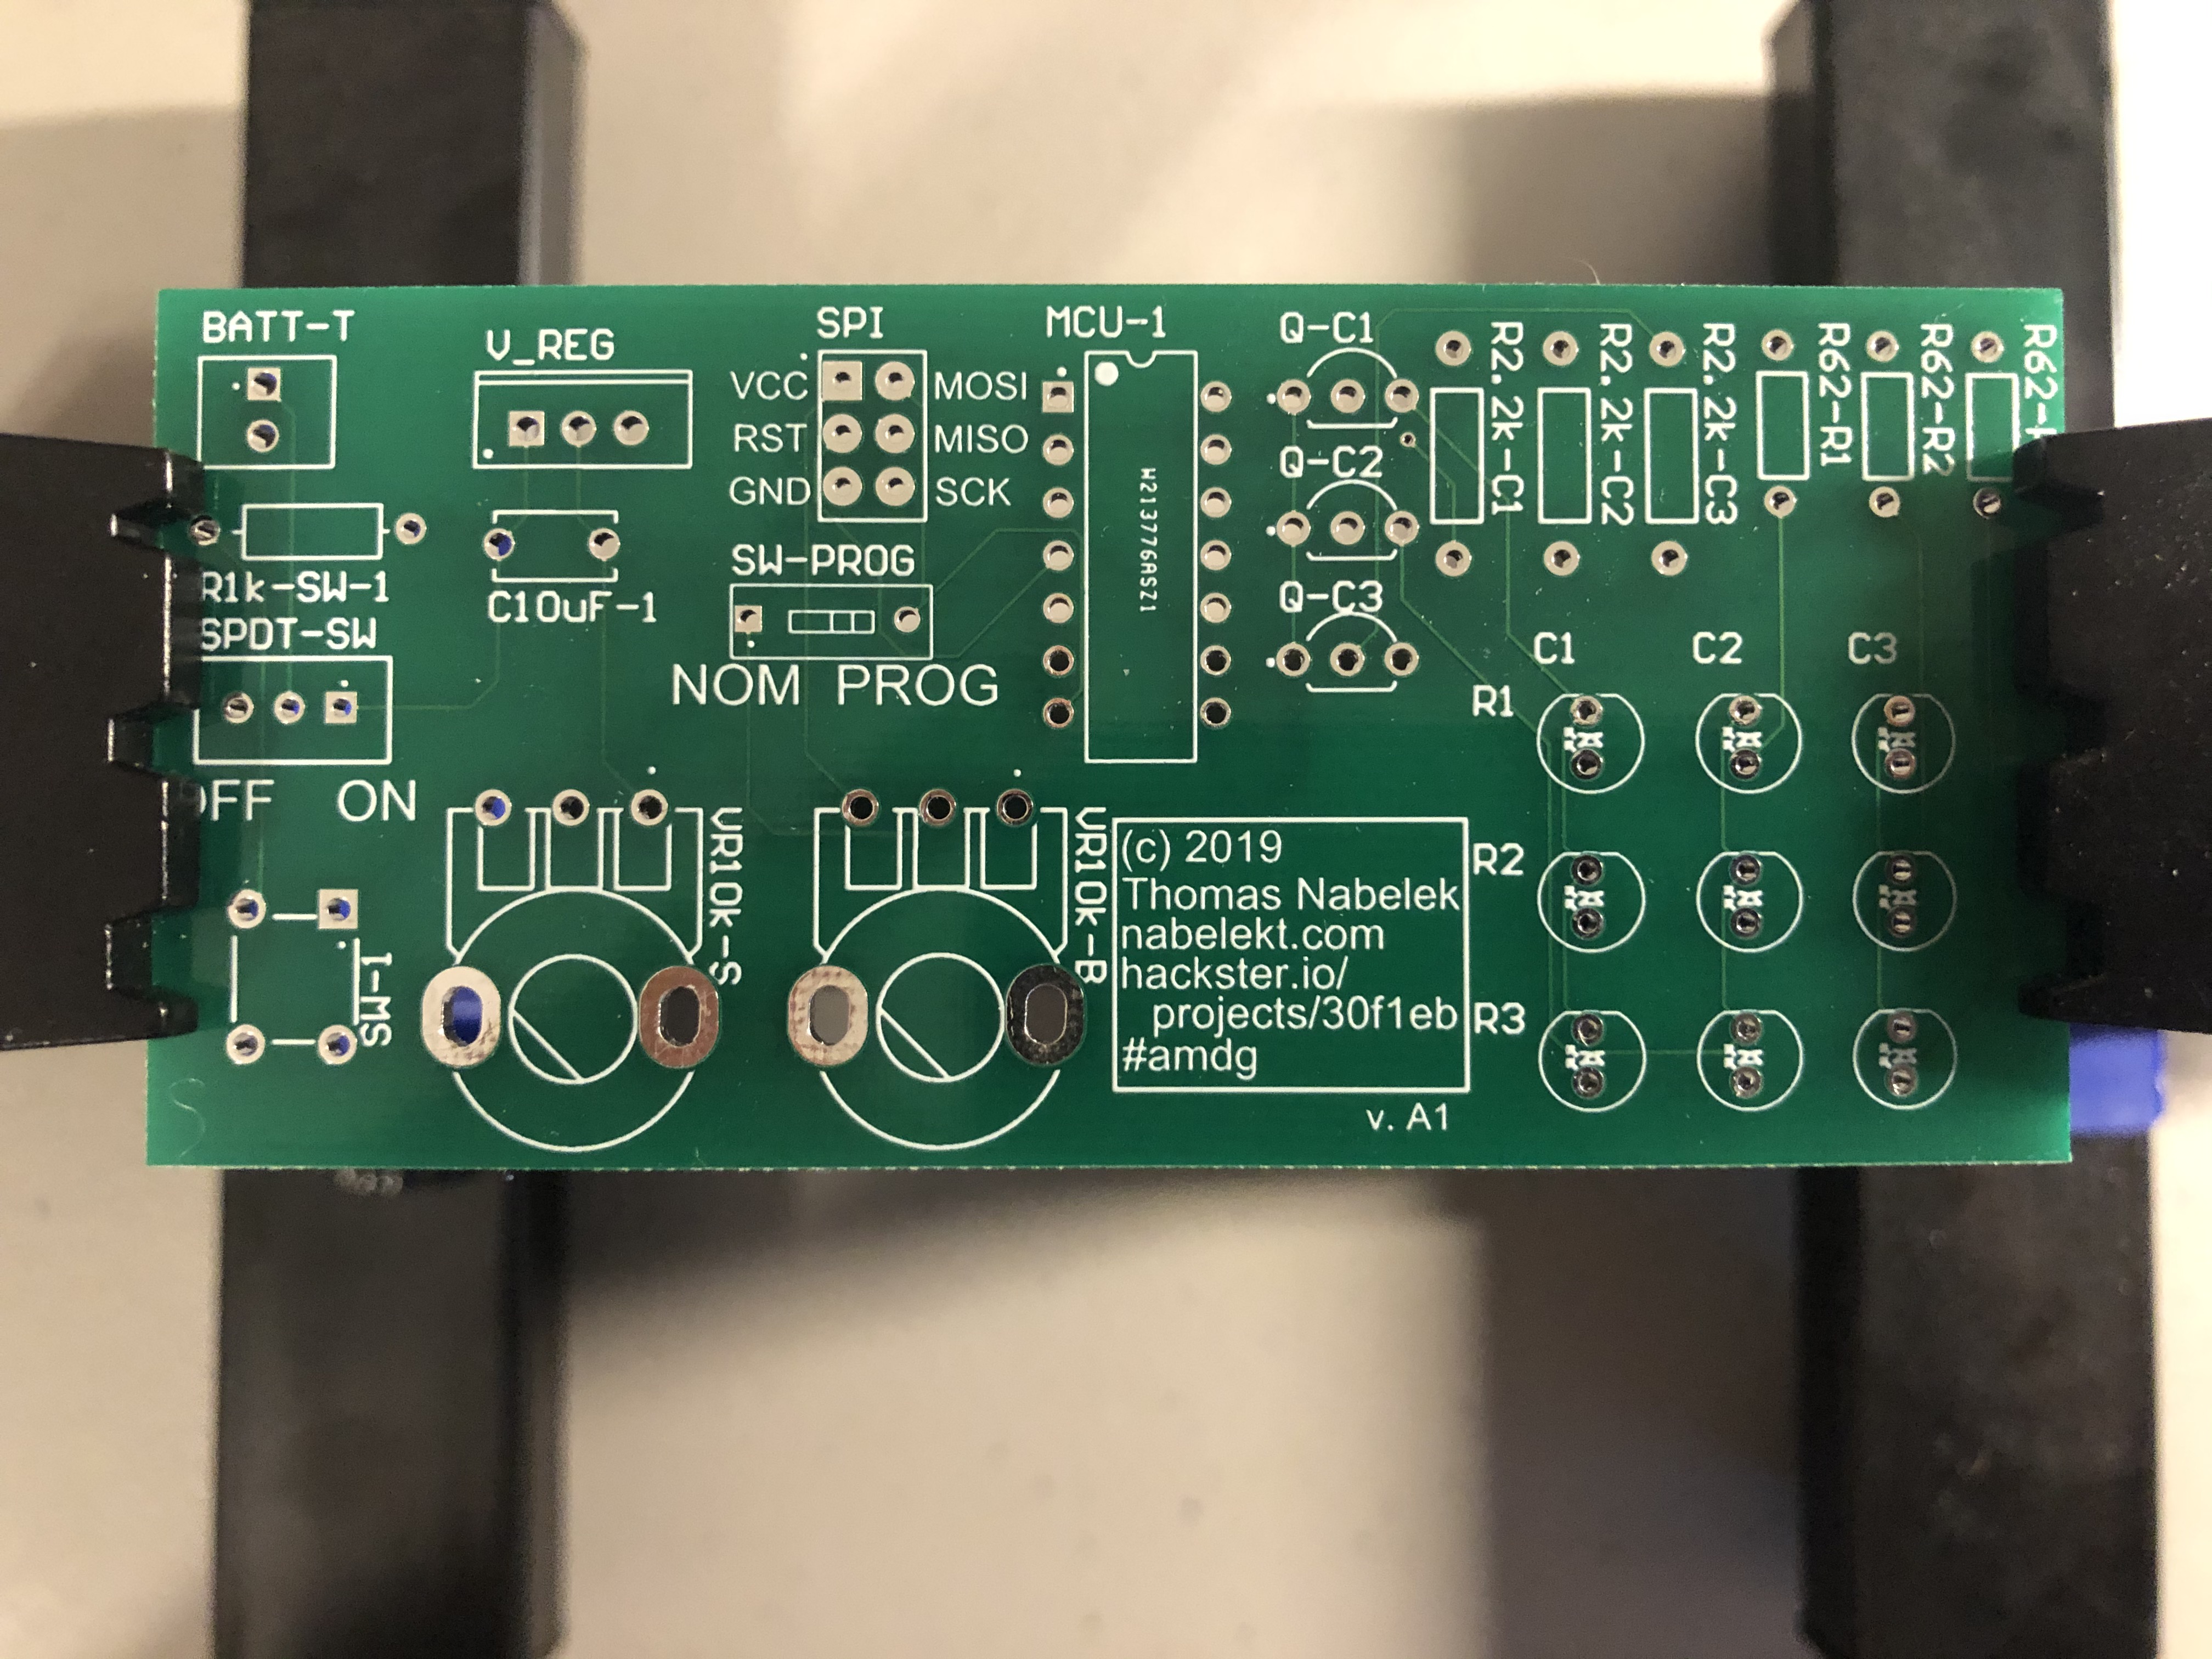 BATT-T
V_REG
SPI
MCU-1
Q-C1
R2.2k-C1
R2.2k-C2
R2.2k-C3
R62-R1
R62-R2
VCC
MOSI
RST
MISO
GND
SCK
W213776ASZ1
Q-C2
R1k-SW-1
C10uF-1
SW-PROG
Q-C3
SPDT-SW
NOM PROG
C1
C2
C3
R1
OFF ON
VR10k-S
VR10k-B
1-MS
(c) 2019
Thomas Nabelek
nabelekt.com
hackster.io/
projects/30f1eb
#amdg
R2
R3
v. A1